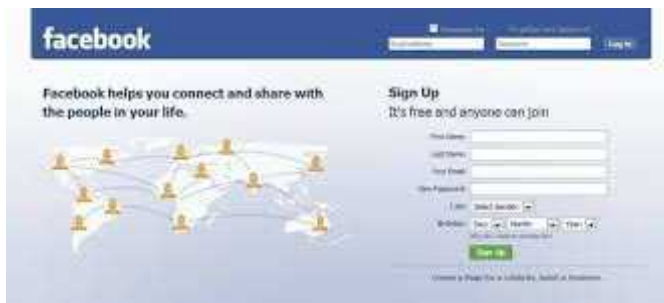 facebook
Log In
Facebook helps you connect and share with
the people in your life.
Sign Up
It's free and anyone can join
First Name:
Last Name:
Your Email:
New Password:
I am: Select Gender:
Birthday: Day: Month: Year:
Sign Up